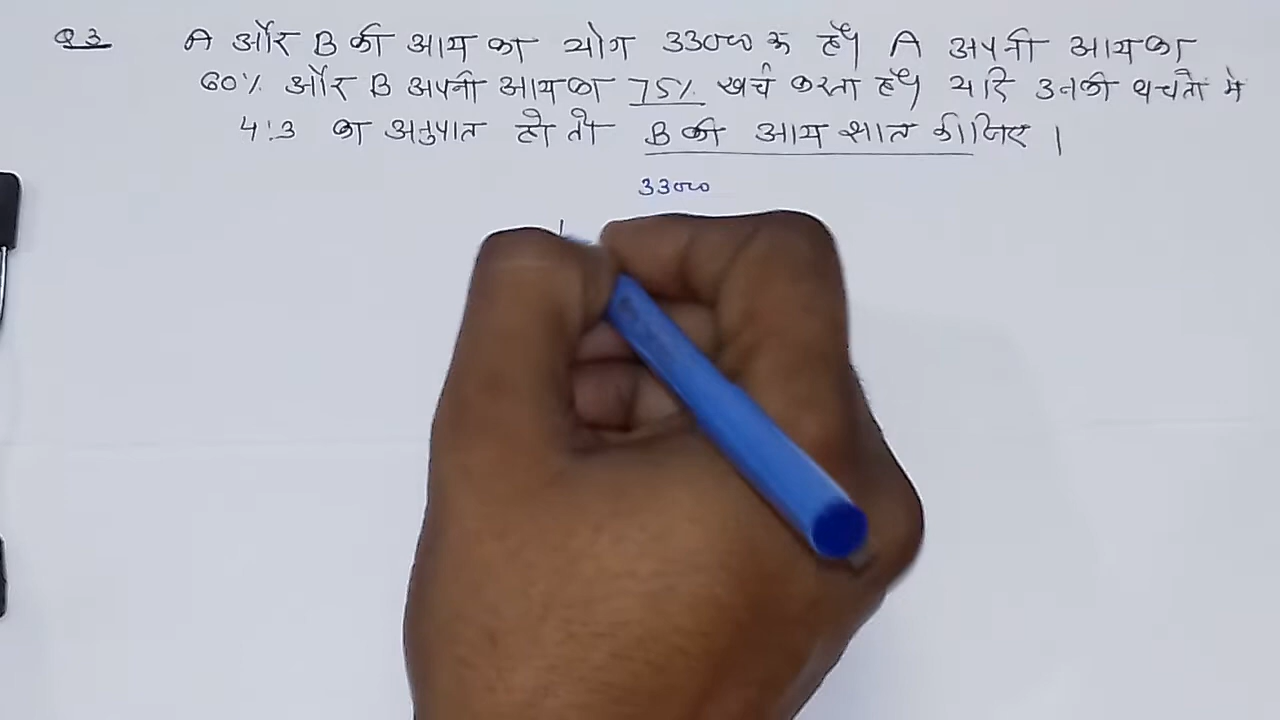 Q3 A और B की आय का योग 33000 रु हैं। A अपनी आय का
60% और B अपनी आय का 75% खर्च करता हैं। यदि उनकी बचतो मे
4:3 का अनुपात हो तो B की आय ज्ञात कीजिए।
33000